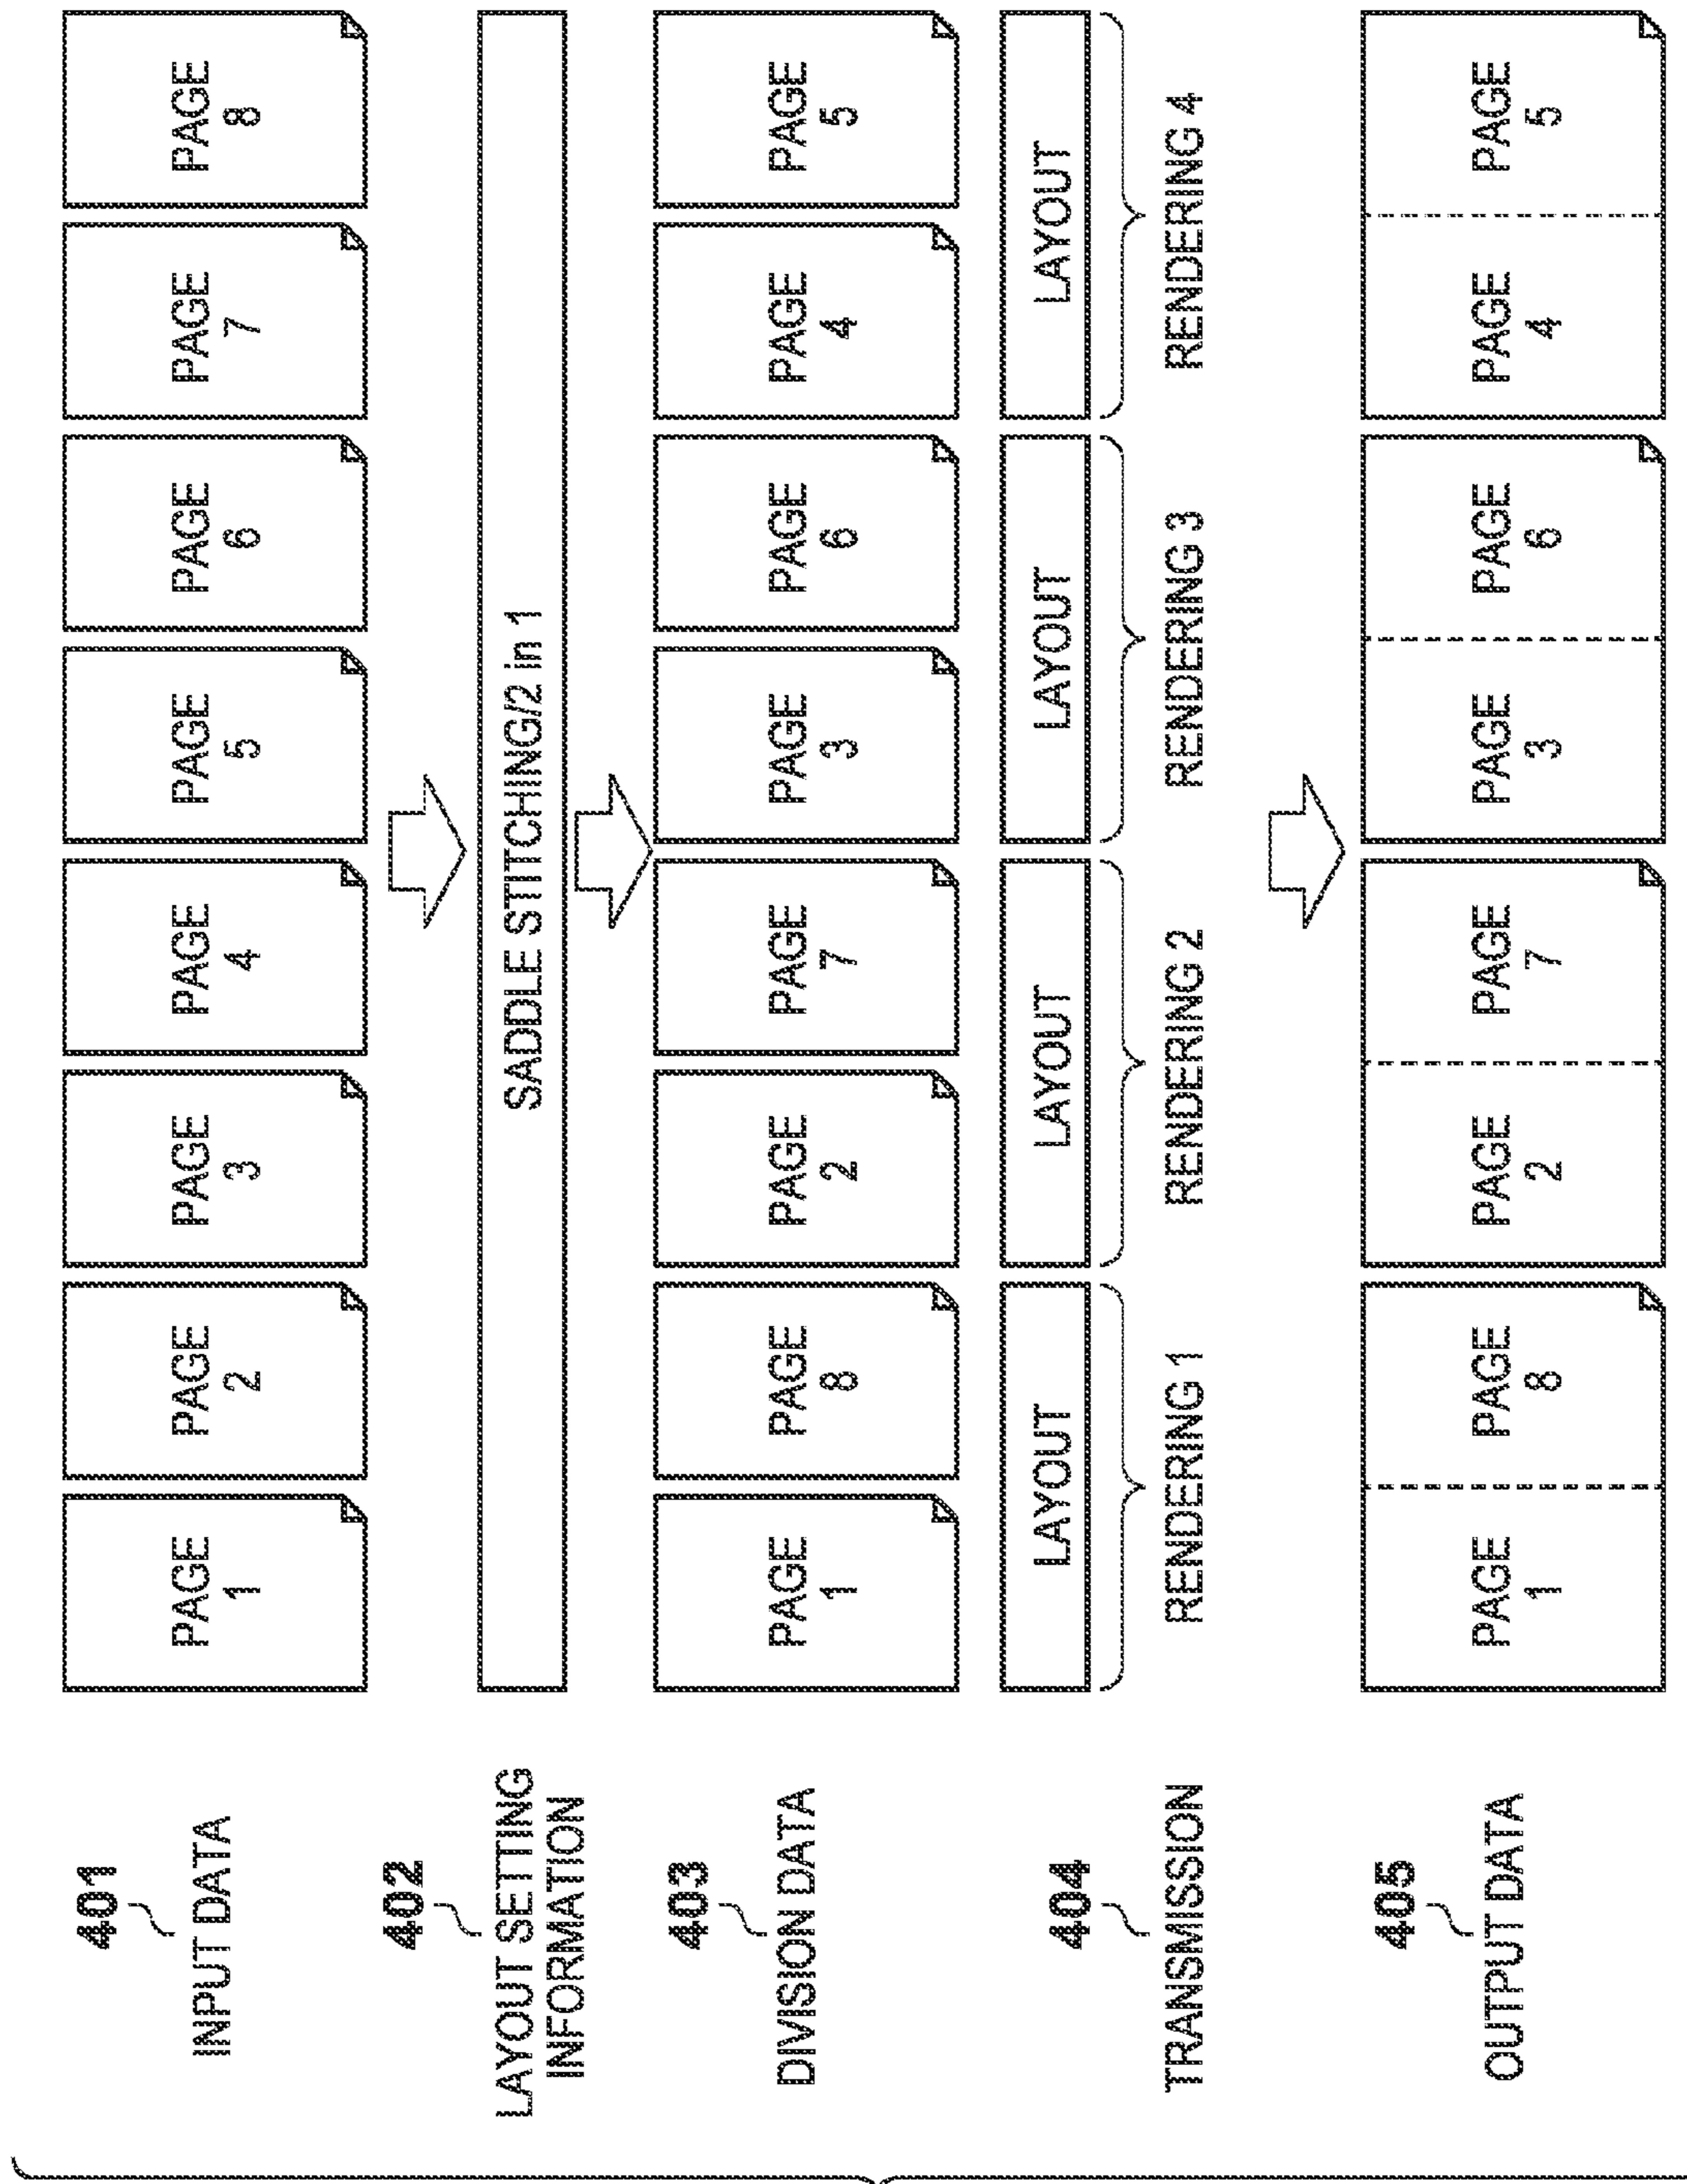 401
INPUT DATA
PAGE
1
PAGE
2
PAGE
3
PAGE
4
PAGE
5
PAGE
6
PAGE
7
PAGE
8
402
LAYOUT SETTING
INFORMATION
SADDLE STITCHING/2 in 1
403
DIVISION DATA
PAGE
1
PAGE
8
PAGE
2
PAGE
7
PAGE
3
PAGE
6
PAGE
4
PAGE
5
404
TRANSMISSION
LAYOUT
LAYOUT
LAYOUT
LAYOUT
RENDERING 1
RENDERING 2
RENDERING 3
RENDERING 4
405
OUTPUT DATA
PAGE
1
PAGE
8
PAGE
2
PAGE
7
PAGE
3
PAGE
6
PAGE
4
PAGE
5